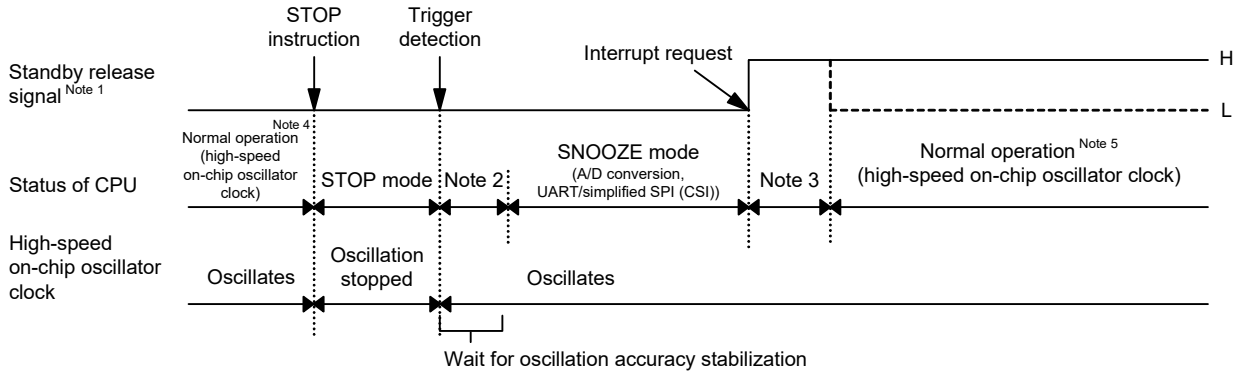 STOP
instruction
Trigger
detection
Interrupt request
Standby release
signal Note 1
H
L
Status of CPU
Normal operation Note 4
(high-speed
on-chip oscillator
clock)
STOP mode
Note 2
SNOOZE mode
(A/D conversion,
UART/simplified SPI (CSI))
Note 3
Normal operation Note 5
(high-speed on-chip oscillator clock)
High-speed
on-chip oscillator
clock
Oscillates
Oscillation
stopped
Oscillates
Wait for oscillation accuracy stabilization